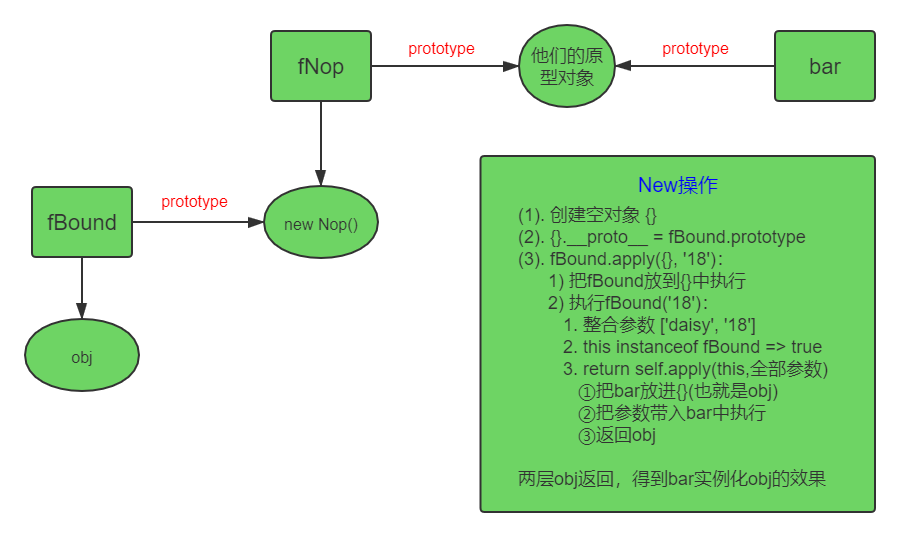 fNop
prototype
他们的原
型对象
prototype
bar
fBound
prototype
new Nop()
obj
New操作
(1). 创建空对象 {}
(2). {}.__proto__ = fBound.prototype
(3). fBound.apply({}, '18')：
1) 把fBound放到{}中执行
2) 执行fBound('18')：
1. 整合参数 ['daisy', '18']
2. this instanceof fBound => true
3. return self.apply(this,全部参数)
①把bar放进{}(也就是obj)
②把参数带入bar中执行
③返回obj
两层obj返回，得到bar实例化obj的效果